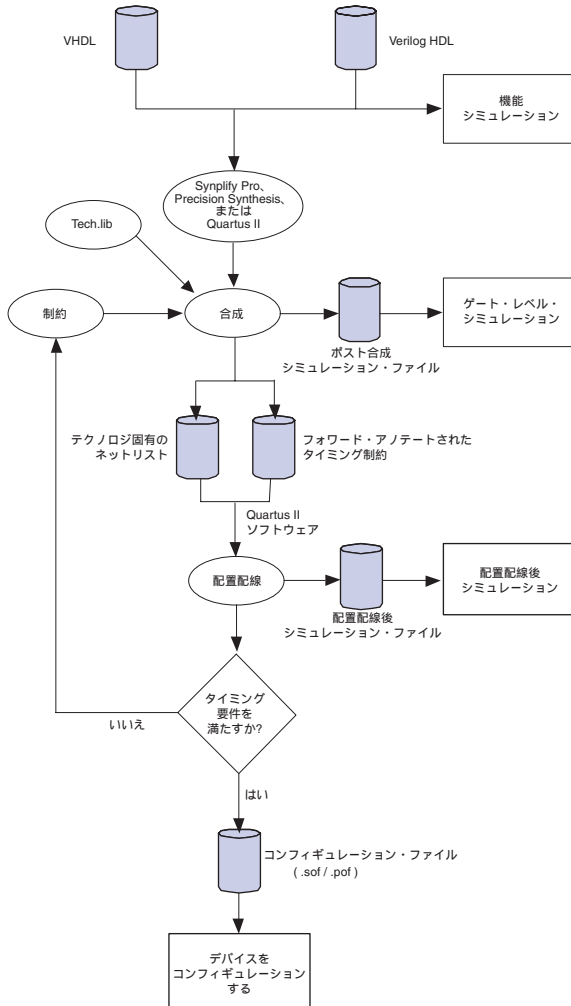 VHDL
Verilog HDL
機能
シミュレーション
Synplify Pro、
Precision Synthesis、
または
Quartus II
Tech.lib
制約
合成
ゲート・レベル・
シミュレーション
ポスト合成
シミュレーション・ファイル
テクノロジ固有の
ネットリスト
フォワード・アノテートされた
タイミング制約
Quartus II
ソフトウェア
配置配線
配置配線後
シミュレーション
配置配線後
シミュレーション・ファイル
タイミング
要件を
満たすか?
いいえ
はい
コンフィギュレーション・ファイル
( .sof / .pof )
デバイスを
コンフィギュレーション
する